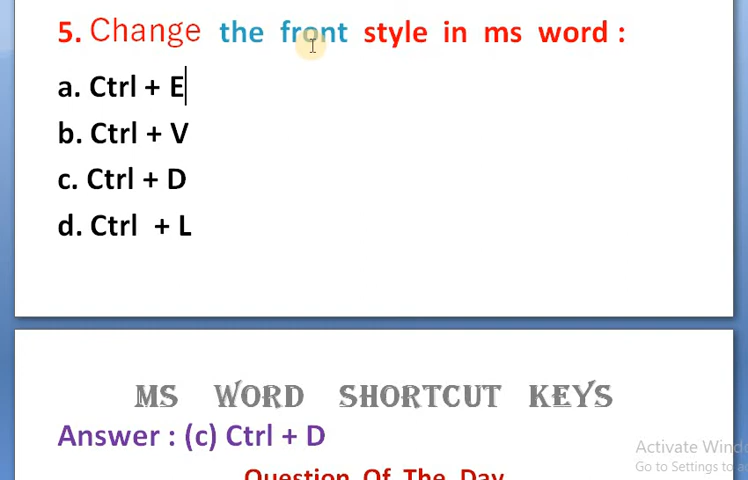 5. Change the front style in ms word :
a. Ctrl + E
b. Ctrl + V
c. Ctrl + D
d. Ctrl + L
MS WORD SHORTCUT KEYS
Answer : (c) Ctrl + D
Activate Windo
Go to Settings to a
Question Of The Day